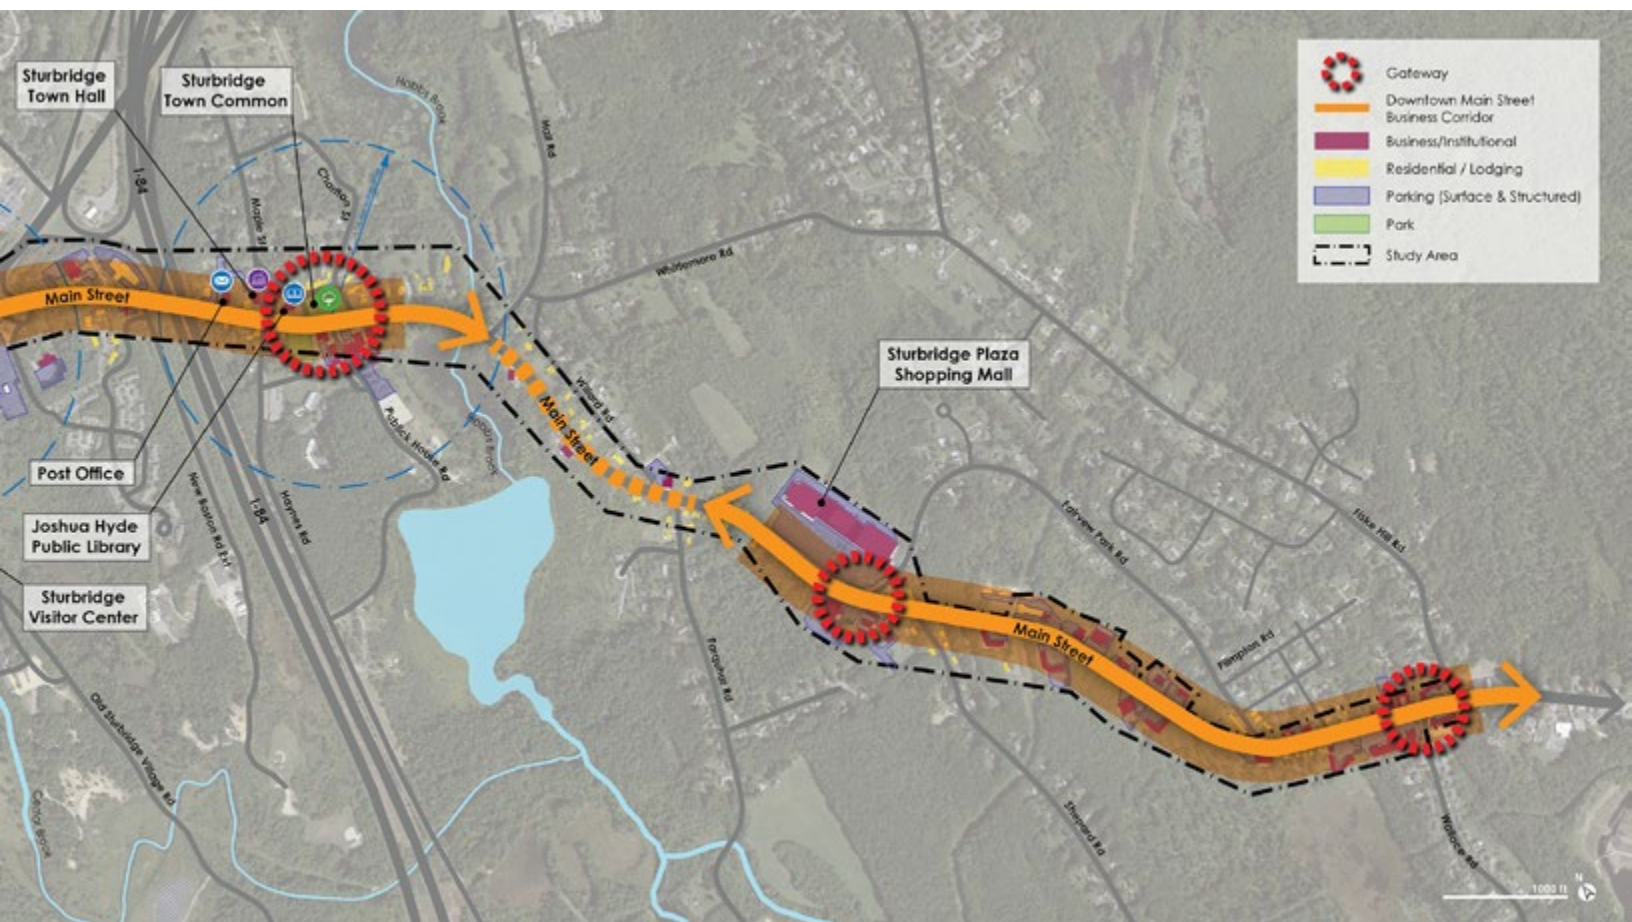 Sturbridge
Town Hall
Sturbridge
Town Common
Hobbs Brook
Hall Rd
I-84
Maple St
Charlton St
Main Street
Whittemore Rd
Gateway
Downtown Main Street
Business Corridor
Business/Institutional
Residential / Lodging
Parking (Surface & Structured)
Park
Study Area
Sturbridge Plaza
Shopping Mall
Willard Rd
Main Street
Publick House Rd
Hobbs Brook
Post Office
Joshua Hyde
Public Library
New Boston Rd Ext
I-84
Haynes Rd
Sturbridge
Visitor Center
Fairview Park Rd
Fiske Hill Rd
Main Street
Plimpton Rd
Farquhar Rd
Old Sturbridge Village Rd
Shepard Rd
Wallace Rd
1000 ft
N